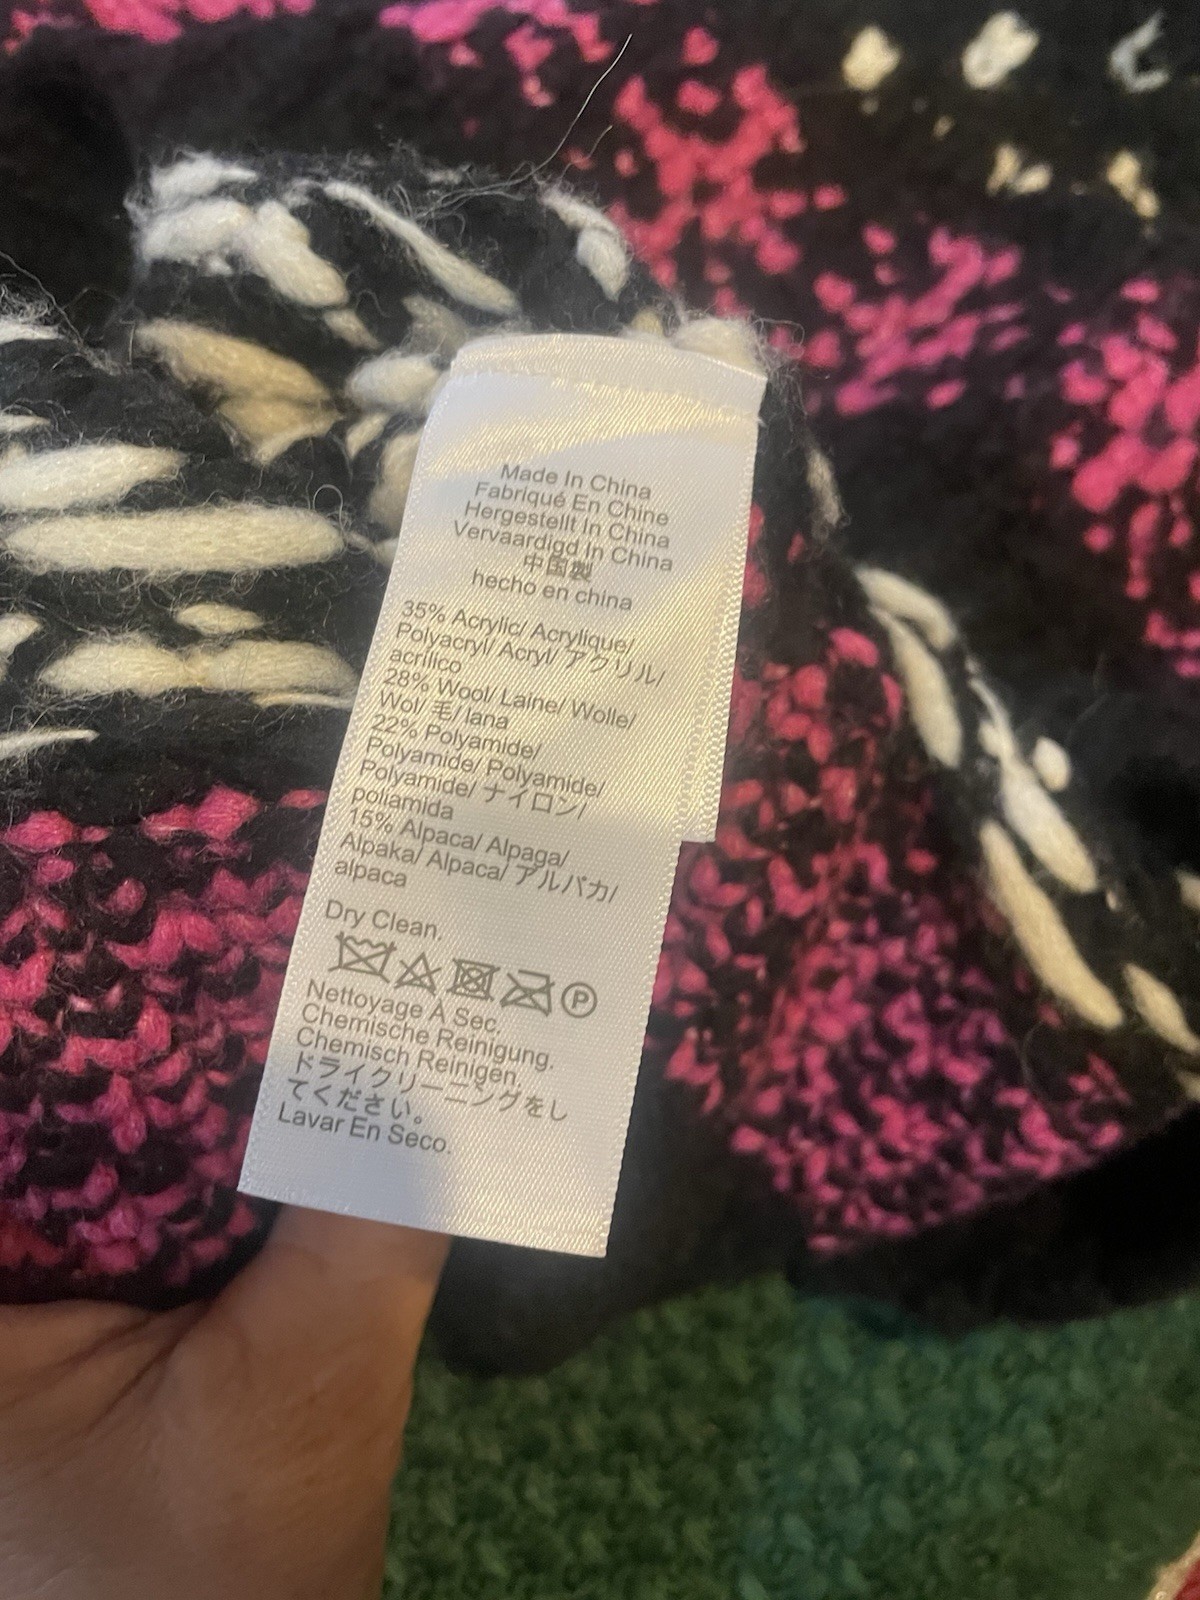 Made In China
Fabriqué En Chine
Hergestellt In China
Vervaardigd In China
中国製
hecho en china
35% Acrylic/ Acrylique/
Polyacryl/ Acryl/ アクリル/
acrílico
28% Wool/ Laine/ Wolle/
Wol/ 毛/ lana
22% Polyamide/
Polyamide/ Polyamide/
Polyamide/ ナイロン/
poliamida
15% Alpaca/ Alpaga/
Alpaka/ Alpaca/ アルパカ/
alpaca
Dry Clean.
P
Nettoyage À Sec.
Chemische Reinigung.
Chemisch Reinigen.
ドライクリーニングをし
てください。
Lavar En Seco.